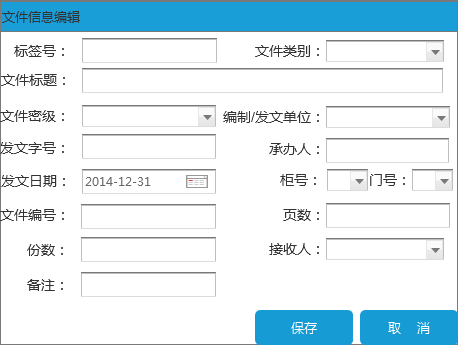 文件信息编辑
标签号： 文件类别：
文件标题：
文件密级： 编制/发文单位：
发文字号： 承办人：
发文日期： 2014-12-31 柜号： 门号：
文件编号： 页数：
份数： 接收人：
备注：
保存 取 消